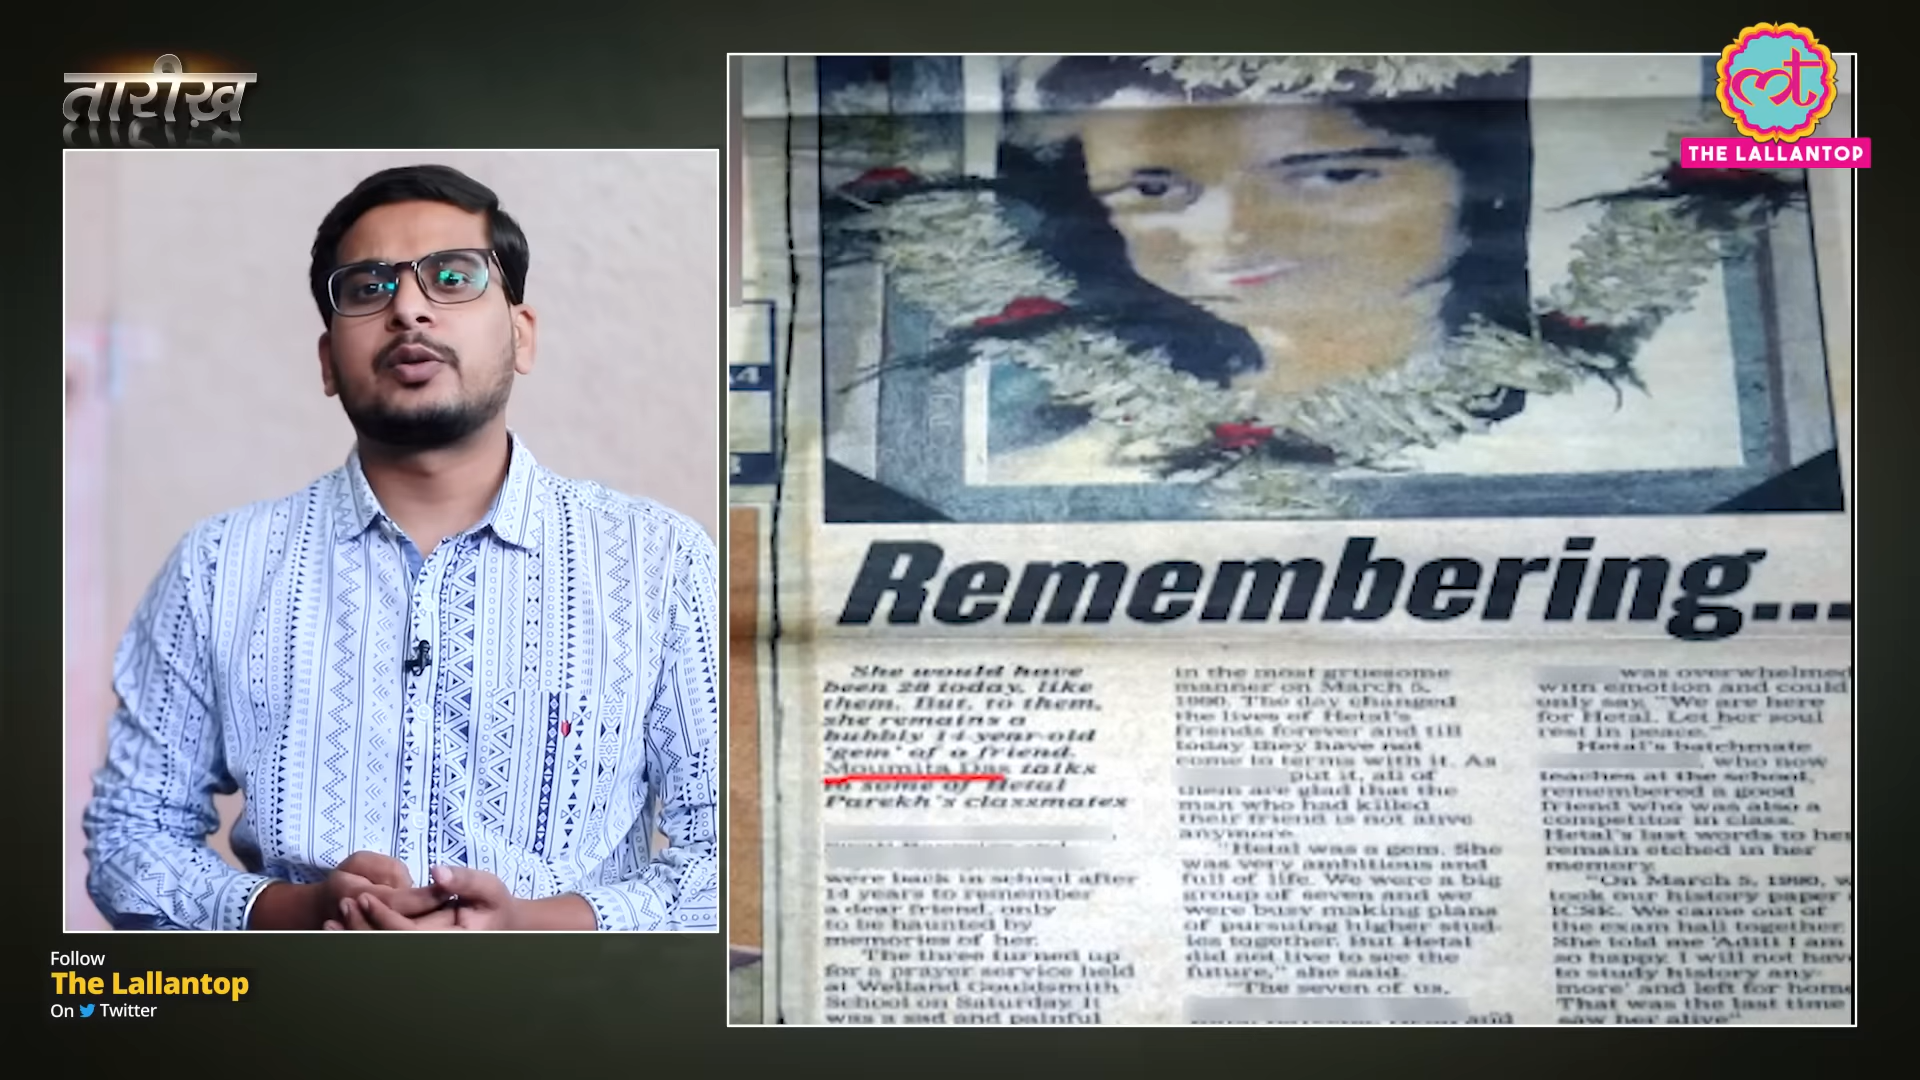 तारीख़
THE LALLANTOP
Remembering...
She would have
been 28 today, like
them. But, to them,
she remains a
bubbly 14-year-old
'gem' of a friend.
Moumita Das talks
to some of Hetal
Parekh's classmates
were back in school after
14 years to remember
a dear friend, only
to be haunted by
memories of her.
The three turned up
for a prayer service held
at Welland Gouldsmith
School on Saturday. It
was a sad and painful
in the most gruesome
manner on March 5,
1990. The day changed
the lives of Hetal's
friends forever and till
today they have not
come to terms with it. As
put it, all of
them are glad that the
man who had killed
their friend is not alive
anymore.
"Hetal was a gem. She
was very ambitious and
full of life. We were a big
group of seven and we
were busy making plans
of pursuing higher stud-
ies together. But Hetal
did not live to see the
future," she said.
"The seven of us,
and
was overwhelmed
with emotion and could
only say, "We are here
for Hetal. Let her soul
rest in peace."
Hetal's batchmate
, who now
teaches at the school,
remembered a good
friend who was also a
competitor in class.
Hetal's last words to her
remain etched in her
memory.
"On March 5, 1990, w
took our history paper
ICSE. We came out of
the exam hall together.
She told me 'Aditi I am
so happy. I will not have
to study history any-
more' and left for home
That was the last time
saw her alive"
Follow
The Lallantop
On Twitter